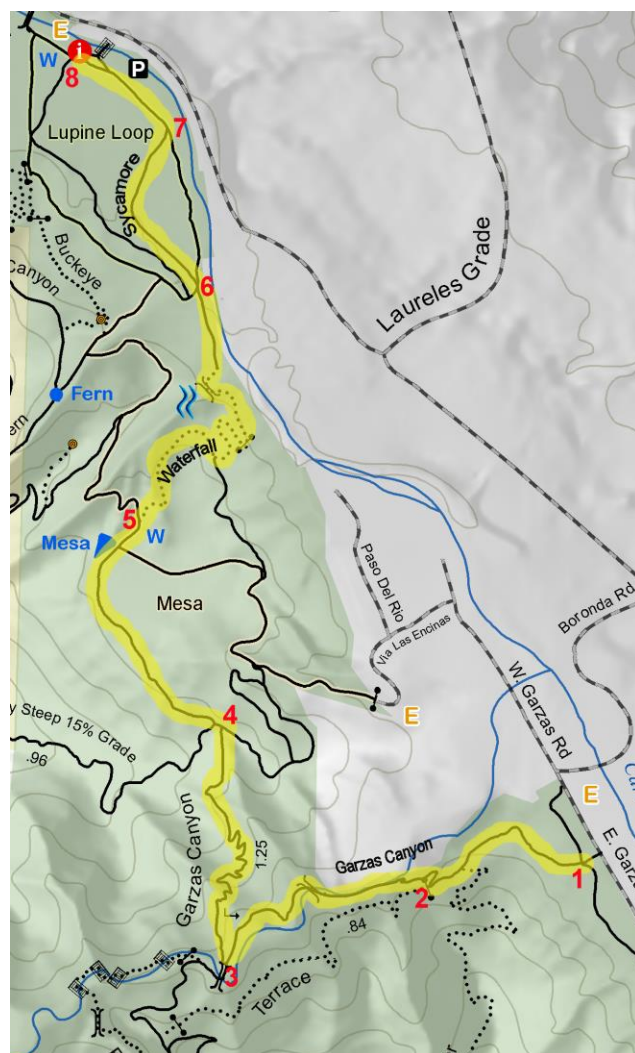 E
i
W
P
8
Lupine Loop
7
Sycamore
Buckeye
Canyon
6
Laureles Grade
Fern
Waterfall
5
W
Mesa
Mesa
Paso Del Rio
Via Las Encinas
Boronda Rd
W. Garzas Rd
4
E
y Steep 15% Grade
.96
Garzas Canyon
1.25
E
E. Garz
Garzas Canyon
1
2
.84
3
Terrace